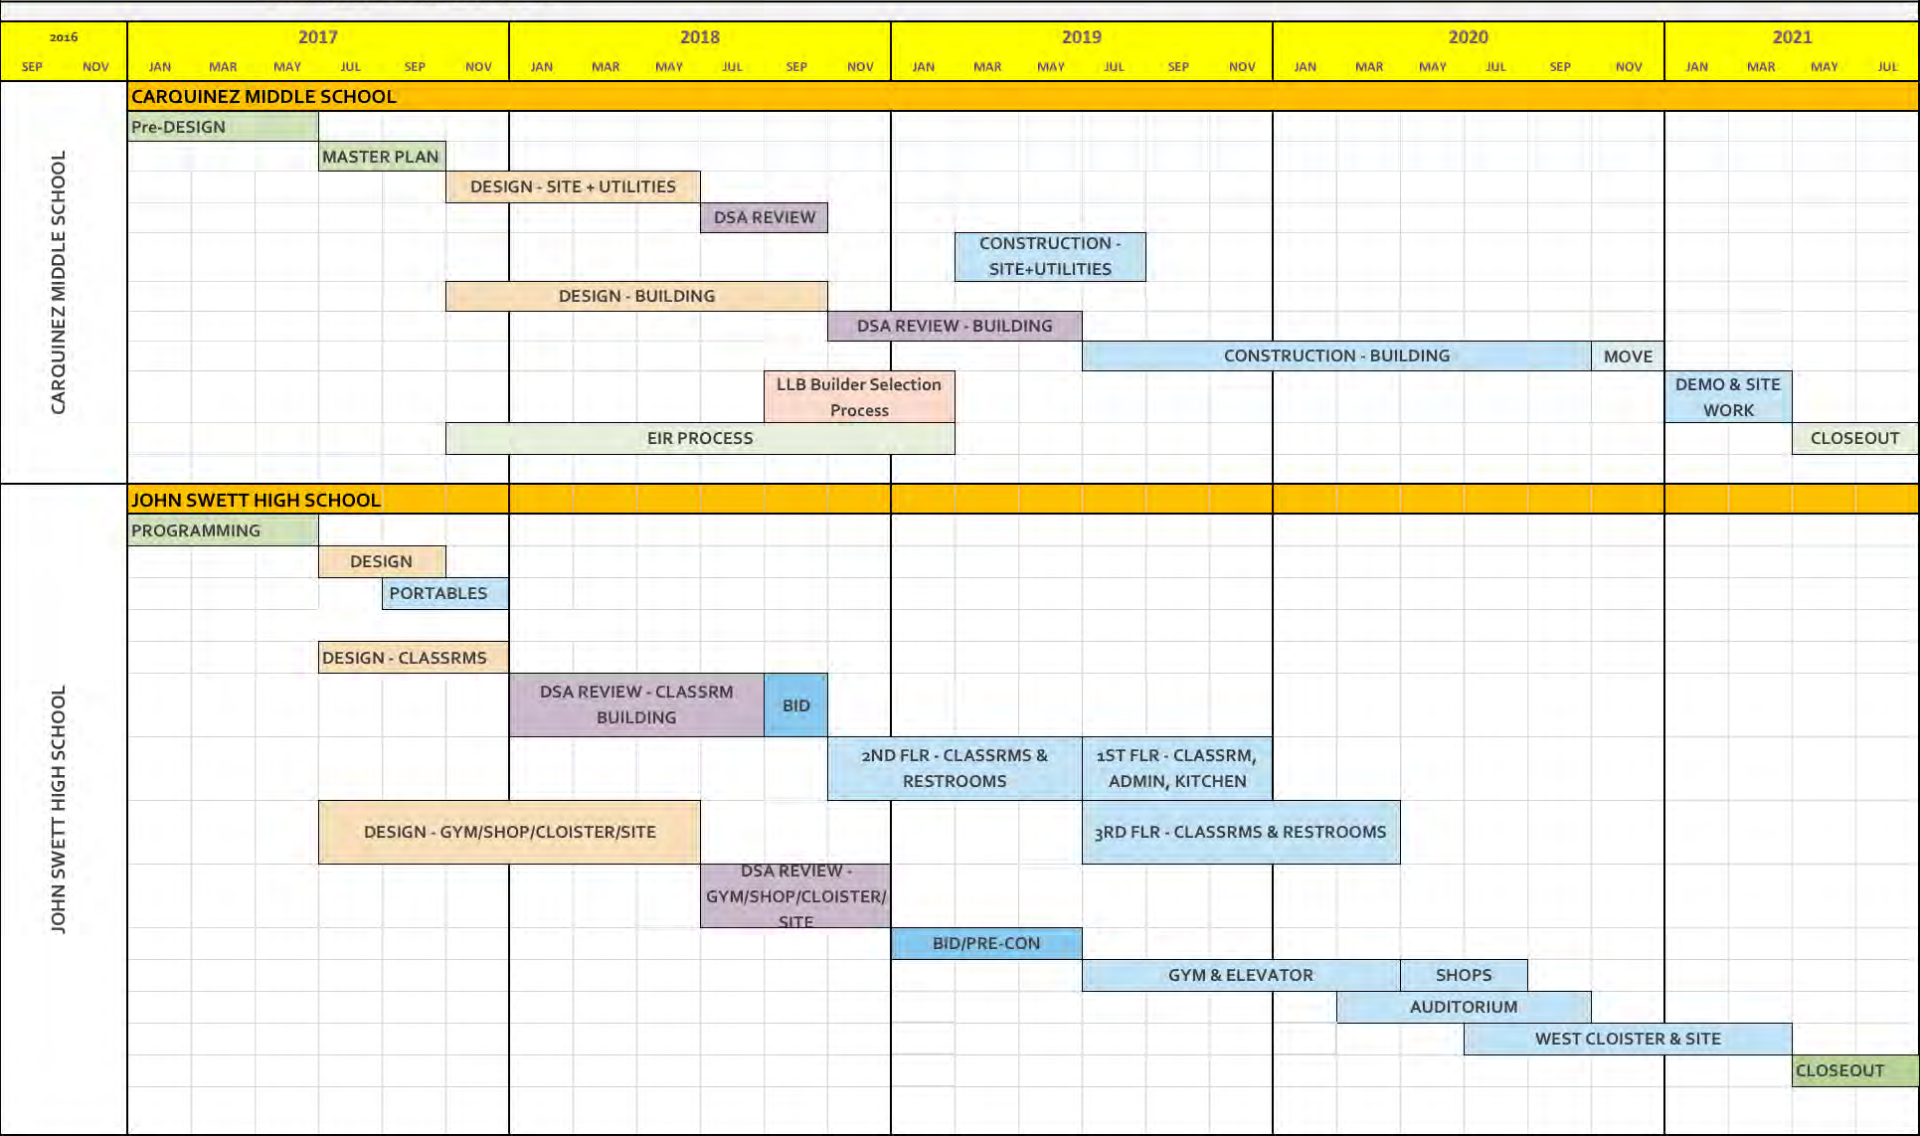 2016 2017 2018 2019 2020 2021
SEP NOV JAN MAR MAY JUL SEP NOV JAN MAR MAY JUL SEP NOV JAN MAR MAY JUL SEP NOV JAN MAR MAY JUL SEP NOV JAN MAR MAY JUL
CARQUINEZ MIDDLE SCHOOL
CARQUINEZ MIDDLE SCHOOL
Pre-DESIGN
MASTER PLAN
DESIGN - SITE + UTILITIES
DSA REVIEW
CONSTRUCTION -
SITE+UTILITIES
DESIGN - BUILDING
DSA REVIEW - BUILDING
CONSTRUCTION - BUILDING MOVE
LLB Builder Selection
Process
DEMO & SITE
WORK
EIR PROCESS
CLOSEOUT
JOHN SWETT HIGH SCHOOL
JOHN SWETT HIGH SCHOOL
PROGRAMMING
DESIGN
PORTABLES
DESIGN - CLASSRMS
DSA REVIEW - CLASSRM
BUILDING
BID
2ND FLR - CLASSRMS &
RESTROOMS
1ST FLR - CLASSRM,
ADMIN, KITCHEN
DESIGN - GYM/SHOP/CLOISTER/SITE
3RD FLR - CLASSRMS & RESTROOMS
DSA REVIEW -
GYM/SHOP/CLOISTER/
SITE
BID/PRE-CON
GYM & ELEVATOR SHOPS
AUDITORIUM
WEST CLOISTER & SITE
CLOSEOUT